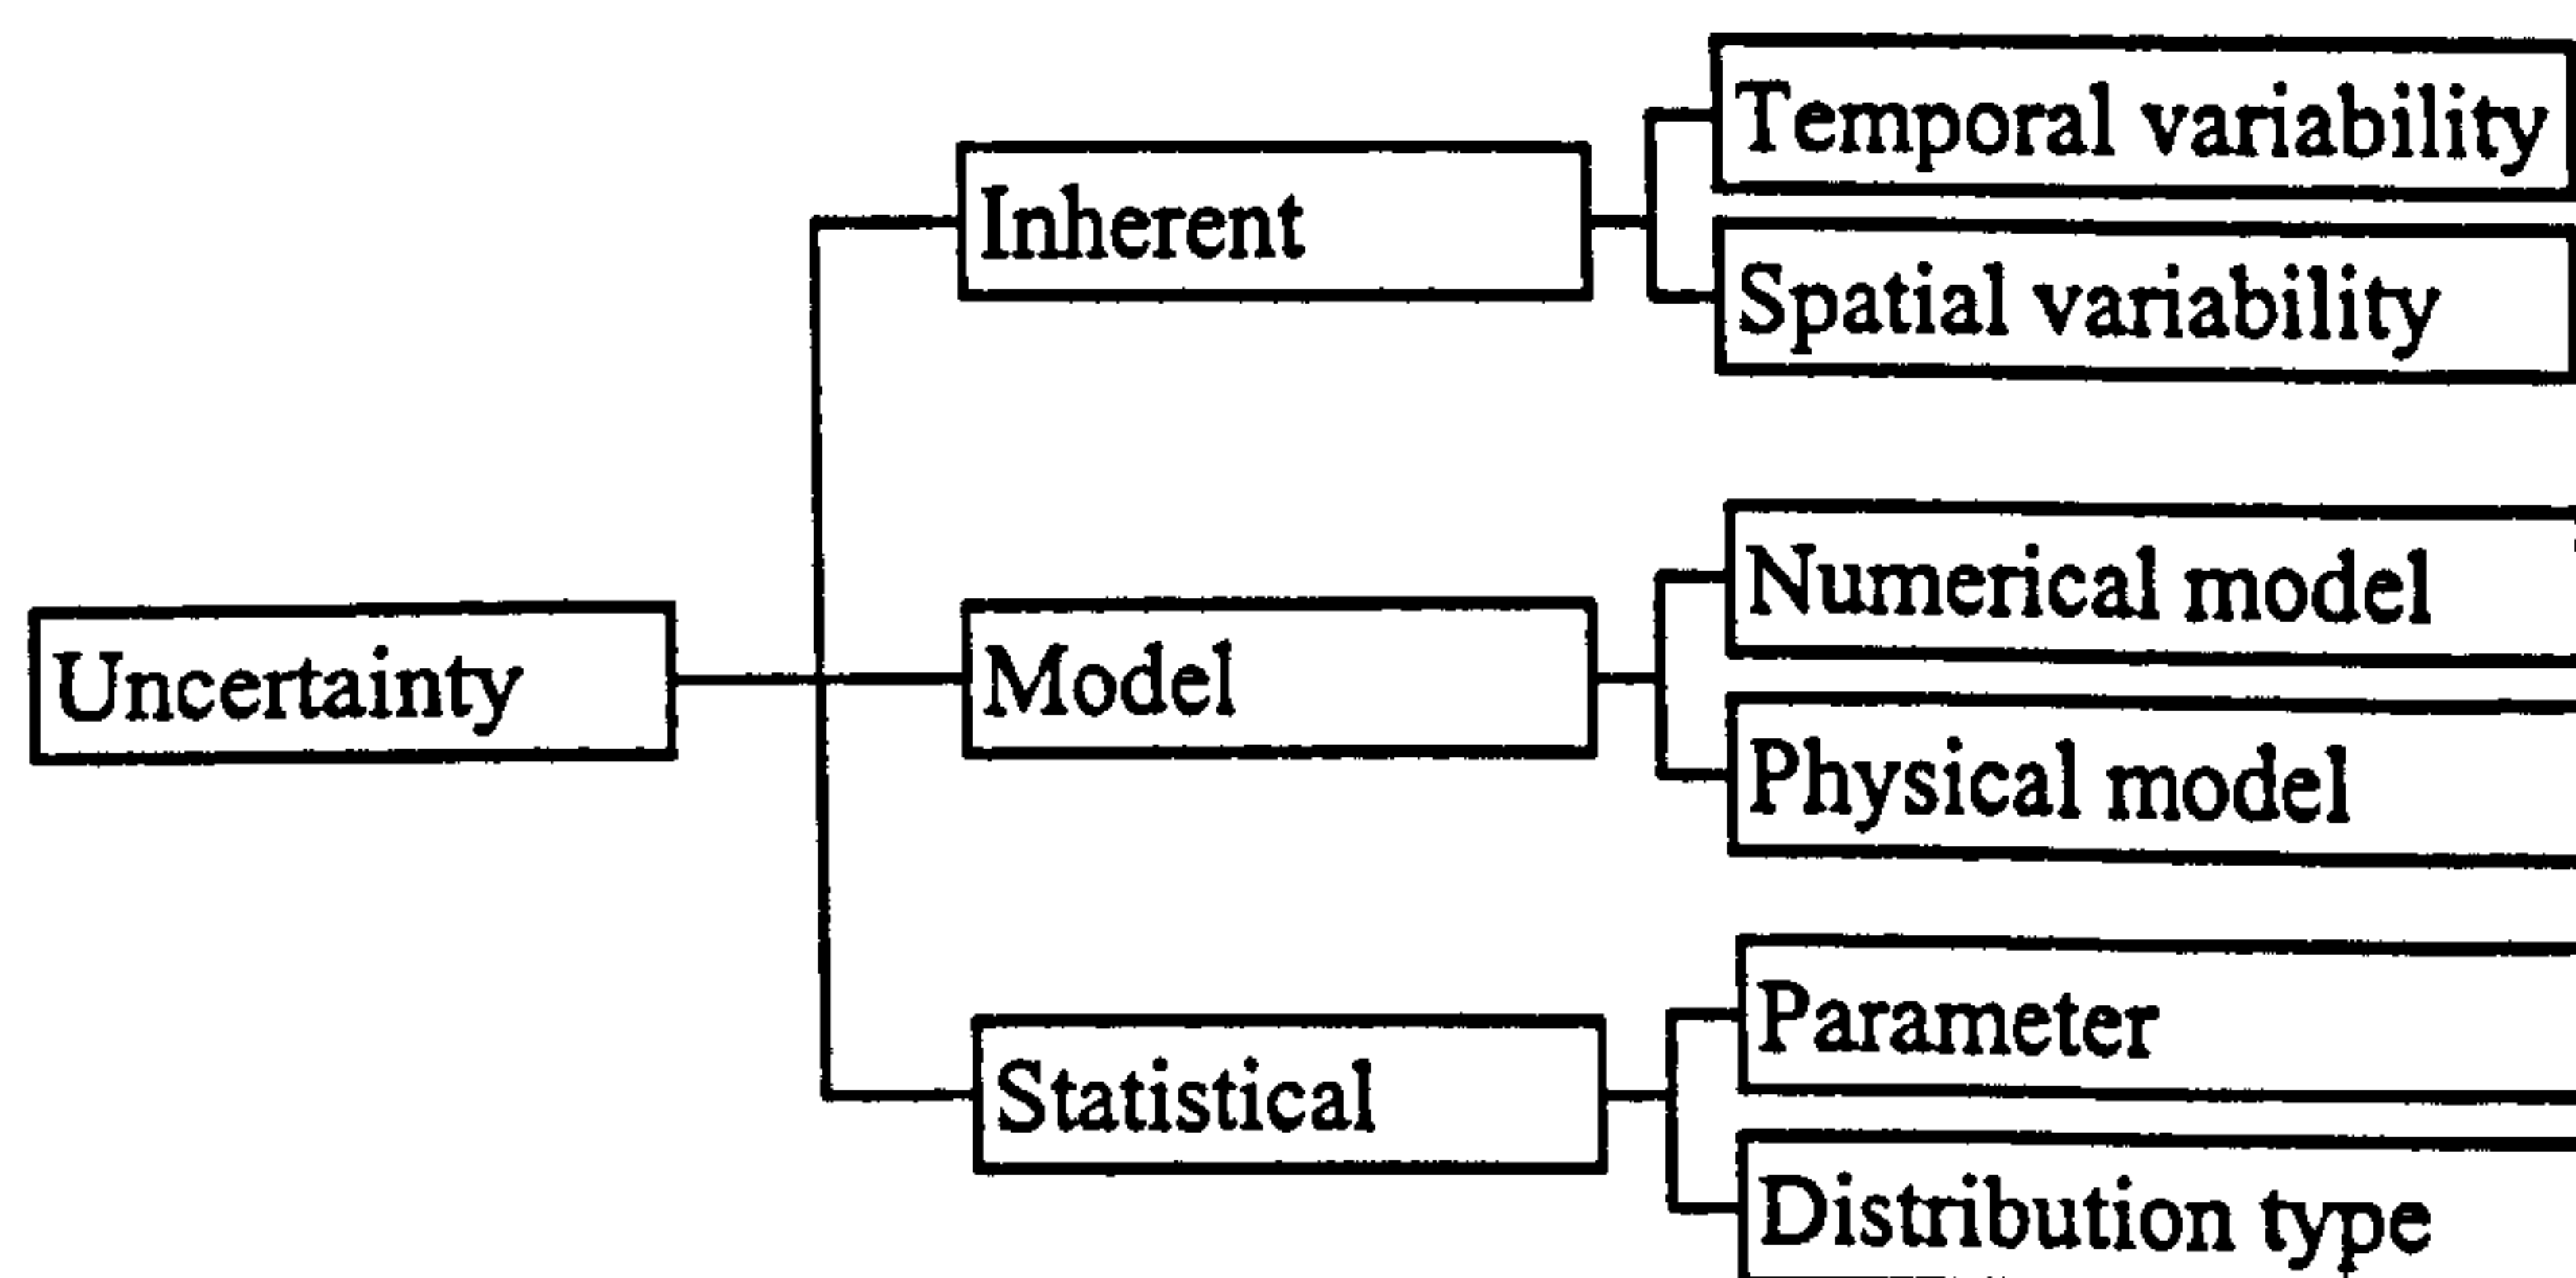 Temporal variability
Inherent
Spatial variability
Numerical model
Uncertainty
Model
Physical model
Parameter
Statistical
Distribution type